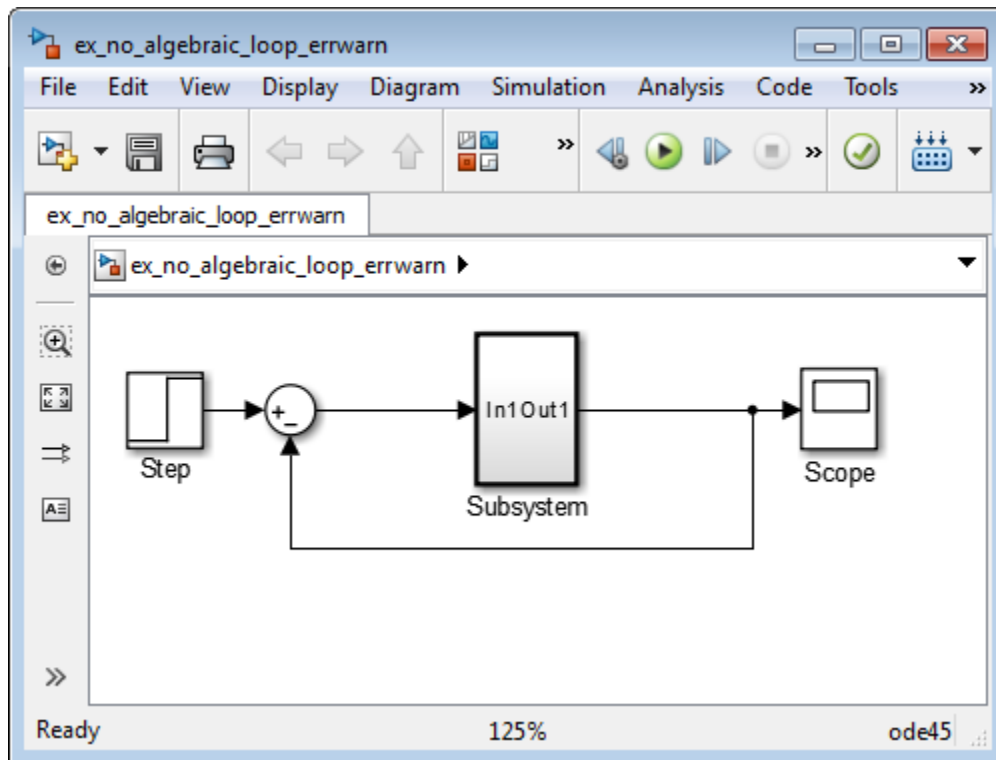 ex_no_algebraic_loop_errwarn
File Edit View Display Diagram Simulation Analysis Code Tools »
» »
ex_no_algebraic_loop_errwarn
ex_no_algebraic_loop_errwarn
In1 Out1
+
-
Step
Subsystem
Scope
A
»
Ready 125% ode45